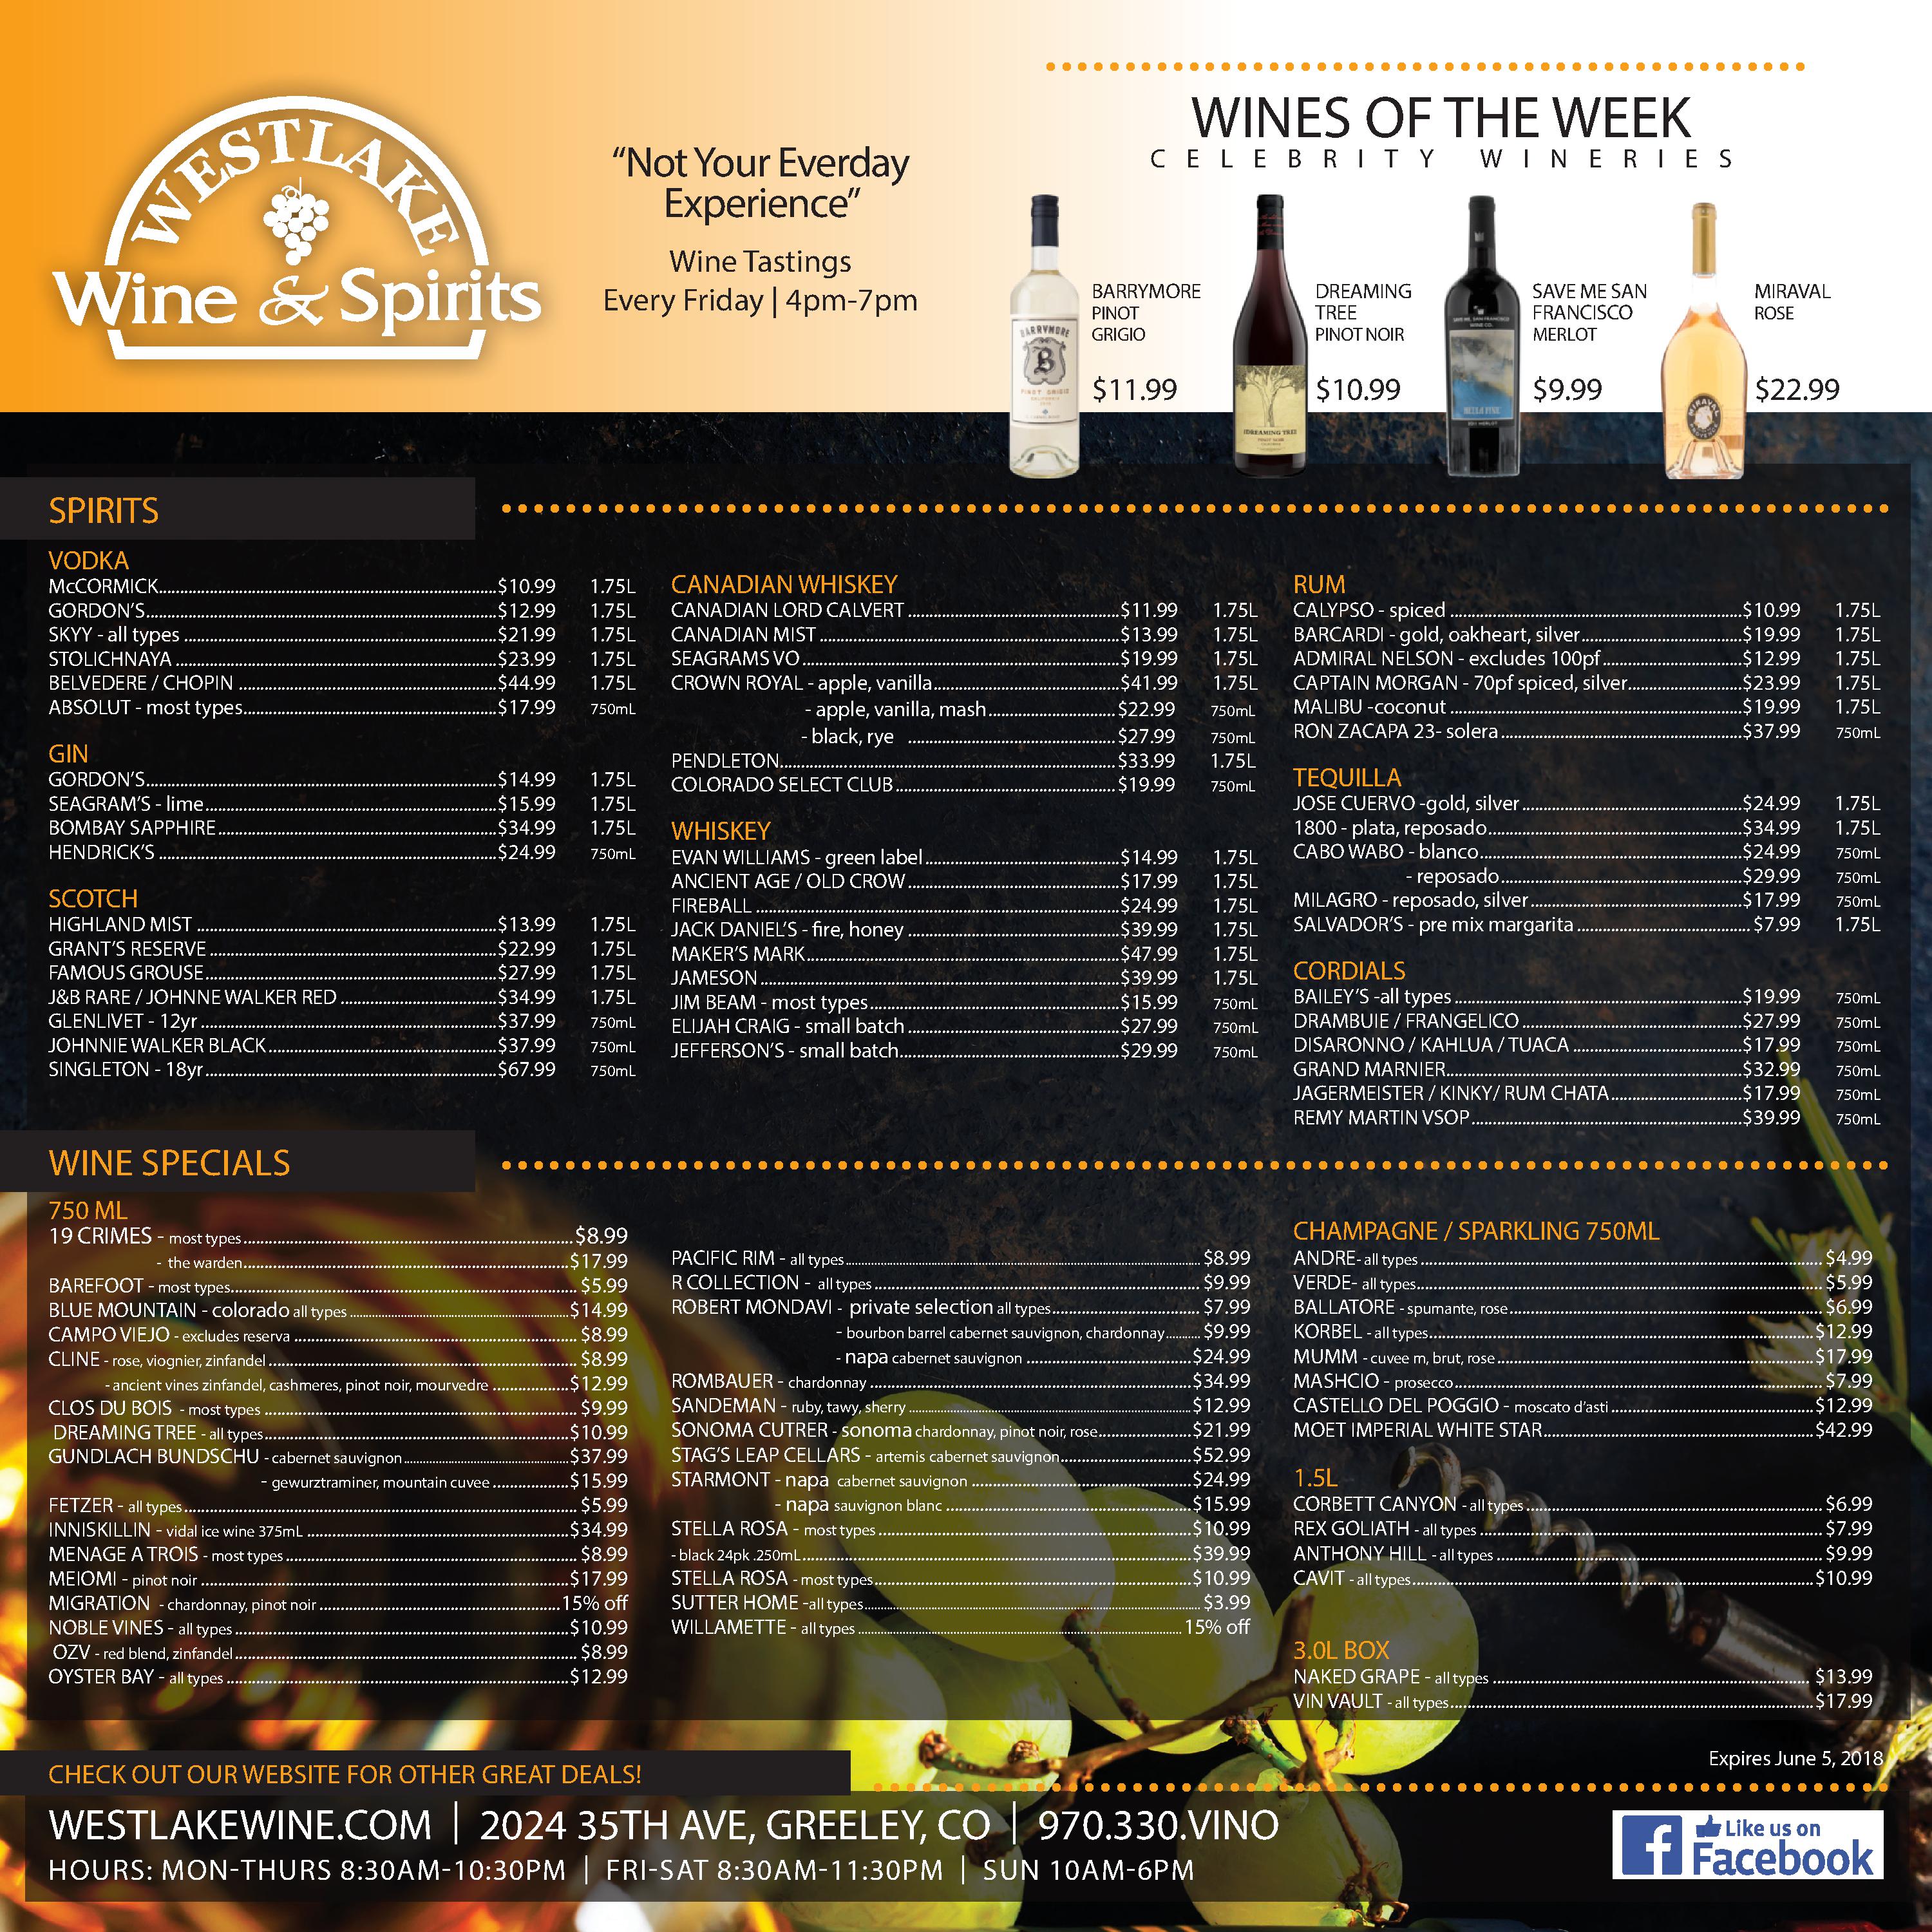 WESTLAKE
Wine & Spirits
“Not Your Everday
Experience”
Wine Tastings
Every Friday | 4pm-7pm
WINES OF THE WEEK
CELEBRITY WINERIES
BARRYMORE
PINOT
GRIGIO
$11.99
DREAMING
TREE
PINOT NOIR
$10.99
SAVE ME SAN
FRANCISCO
MERLOT
$9.99
MIRAVAL
ROSE
$22.99
BARRYMORE
B
PINOT GRIGIO
DREAMING TREE
PINOT NOIR
BELLA FINE
MIRAVAL
SPIRITS
VODKA
McCORMICK $10.99 1.75L
GORDON'S $12.99 1.75L
SKYY - all types $21.99 1.75L
STOLICHNAYA $23.99 1.75L
BELVEDERE / CHOPIN $44.99 1.75L
ABSOLUT - most types $17.99 750mL
GIN
GORDON'S $14.99 1.75L
SEAGRAM'S - lime $15.99 1.75L
BOMBAY SAPPHIRE $34.99 1.75L
HENDRICK'S $24.99 750mL
SCOTCH
HIGHLAND MIST $13.99 1.75L
GRANT'S RESERVE $22.99 1.75L
FAMOUS GROUSE $27.99 1.75L
J&B RARE / JOHNNE WALKER RED $34.99 1.75L
GLENLIVET - 12yr $37.99 750mL
JOHNNIE WALKER BLACK $37.99 750mL
SINGLETON - 18yr $67.99 750mL
CANADIAN WHISKEY
CANADIAN LORD CALVERT $11.99 1.75L
CANADIAN MIST $13.99 1.75L
SEAGRAMS VO $19.99 1.75L
CROWN ROYAL - apple, vanilla $41.99 1.75L
- apple, vanilla, mash $22.99 750mL
- black, rye $27.99 750mL
PENDLETON $33.99 1.75L
COLORADO SELECT CLUB $19.99 750mL
WHISKEY
EVAN WILLIAMS - green label $14.99 1.75L
ANCIENT AGE / OLD CROW $17.99 1.75L
FIREBALL $24.99 1.75L
JACK DANIEL'S - fire, honey $39.99 1.75L
MAKER'S MARK $47.99 1.75L
JAMESON $39.99 1.75L
JIM BEAM - most types $15.99 750mL
ELIJAH CRAIG - small batch $27.99 750mL
JEFFERSON'S - small batch $29.99 750mL
RUM
CALYPSO - spiced $10.99 1.75L
BARCARDI - gold, oakheart, silver $19.99 1.75L
ADMIRAL NELSON - excludes 100pf $12.99 1.75L
CAPTAIN MORGAN - 70pf spiced, silver $23.99 1.75L
MALIBU -coconut $19.99 1.75L
RON ZACAPA 23- solera $37.99 750mL
TEQUILLA
JOSE CUERVO -gold, silver $24.99 1.75L
1800 - plata, reposado $34.99 1.75L
CABO WABO - blanco $24.99 750mL
- reposado $29.99 750mL
MILAGRO - reposado, silver $17.99 750mL
SALVADOR'S - pre mix margarita $7.99 1.75L
CORDIALS
BAILEY'S -all types $19.99 750mL
DRAMBUIE / FRANGELICO $27.99 750mL
DISARONNO / KAHLUA / TUACA $17.99 750mL
GRAND MARNIER $32.99 750mL
JAGERMEISTER / KINKY/ RUM CHATA $17.99 750mL
REMY MARTIN VSOP $39.99 750mL
WINE SPECIALS
750 ML
19 CRIMES - most types $8.99
- the warden $17.99
BAREFOOT - most types $5.99
BLUE MOUNTAIN - colorado all types $14.99
CAMPO VIEJO - excludes reserva $8.99
CLINE - rose, viognier, zinfandel $8.99
- ancient vines zinfandel, cashmeres, pinot noir, mourvedre $12.99
CLOS DU BOIS - most types $9.99
DREAMING TREE - all types $10.99
GUNDLACH BUNDSCHU - cabernet sauvignon $37.99
- gewurztraminer, mountain cuvee $15.99
FETZER - all types $5.99
INNISKILLIN - vidal ice wine 375mL $34.99
MENAGE A TROIS - most types $8.99
MEIOMI - pinot noir $17.99
MIGRATION - chardonnay, pinot noir 15% off
NOBLE VINES - all types $10.99
OZV - red blend, zinfandel $8.99
OYSTER BAY - all types $12.99
PACIFIC RIM - all types $8.99
R COLLECTION - all types $9.99
ROBERT MONDAVI - private selection all types $7.99
- bourbon barrel cabernet sauvignon, chardonnay $9.99
- napa cabernet sauvignon $24.99
ROMBAUER - chardonnay $34.99
SANDEMAN - ruby, tawy, sherry $12.99
SONOMA CUTRER - sonoma chardonnay, pinot noir, rose $21.99
STAG'S LEAP CELLARS - artemis cabernet sauvignon $52.99
STARMONT - napa cabernet sauvignon $24.99
- napa sauvignon blanc $15.99
STELLA ROSA - most types $10.99
- black 24pk .250mL $39.99
STELLA ROSA - most types $10.99
SUTTER HOME -all types $3.99
WILLAMETTE - all types 15% off
CHAMPAGNE / SPARKLING 750ML
ANDRE- all types $4.99
VERDE- all types $5.99
BALLATORE - spumante, rose $6.99
KORBEL - all types $12.99
MUMM - cuvee m, brut, rose $17.99
MASHCIO - prosecco $7.99
CASTELLO DEL POGGIO - moscato d'asti $12.99
MOET IMPERIAL WHITE STAR $42.99
1.5L
CORBETT CANYON - all types $6.99
REX GOLIATH - all types $7.99
ANTHONY HILL - all types $9.99
CAVIT - all types $10.99
3.0L BOX
NAKED GRAPE - all types $13.99
VIN VAULT - all types $17.99
Expires June 5, 2018
CHECK OUT OUR WEBSITE FOR OTHER GREAT DEALS!
WESTLAKEWINE.COM | 2024 35TH AVE, GREELEY, CO | 970.330.VINO
HOURS: MON-THURS 8:30AM-10:30PM | FRI-SAT 8:30AM-11:30PM | SUN 10AM-6PM
f Like us on
Facebook